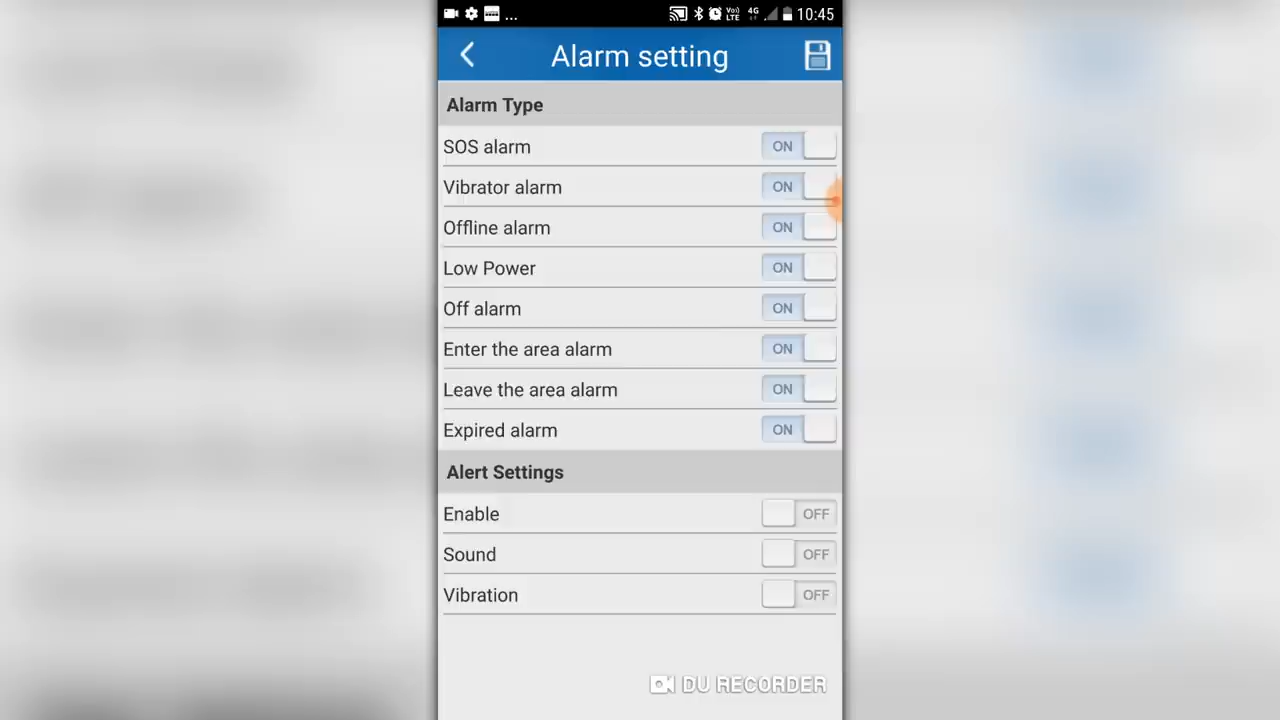 ... VoLTE 4G 10:45
Alarm setting
Alarm Type
SOS alarm ON
Vibrator alarm ON
Offline alarm ON
Low Power ON
Off alarm ON
Enter the area alarm ON
Leave the area alarm ON
Expired alarm ON
Alert Settings
Enable OFF
Sound OFF
Vibration OFF
DU RECORDER